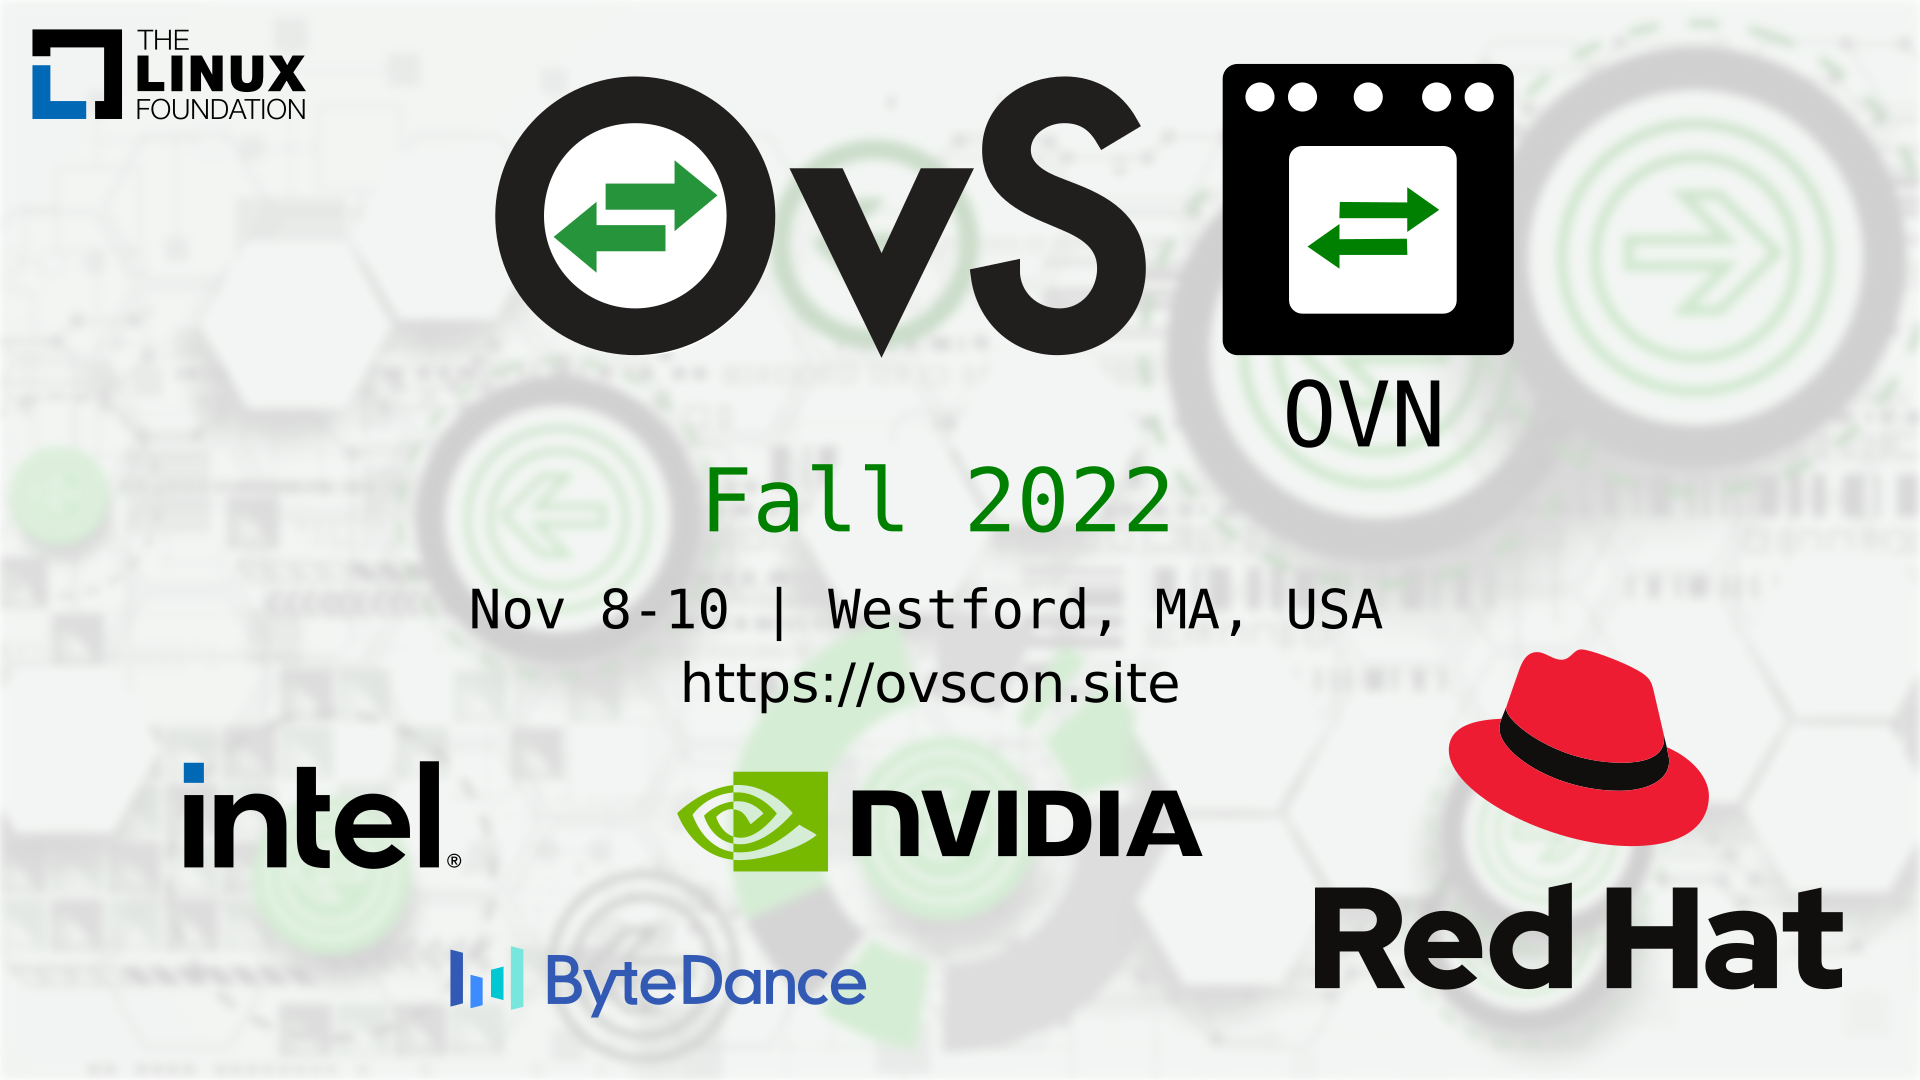 THE
LINUX
FOUNDATION
OvS
OVN
Fall 2022
Nov 8-10 | Westford, MA, USA
https://ovscon.site
intel®
NVIDIA
Red Hat
ByteDance